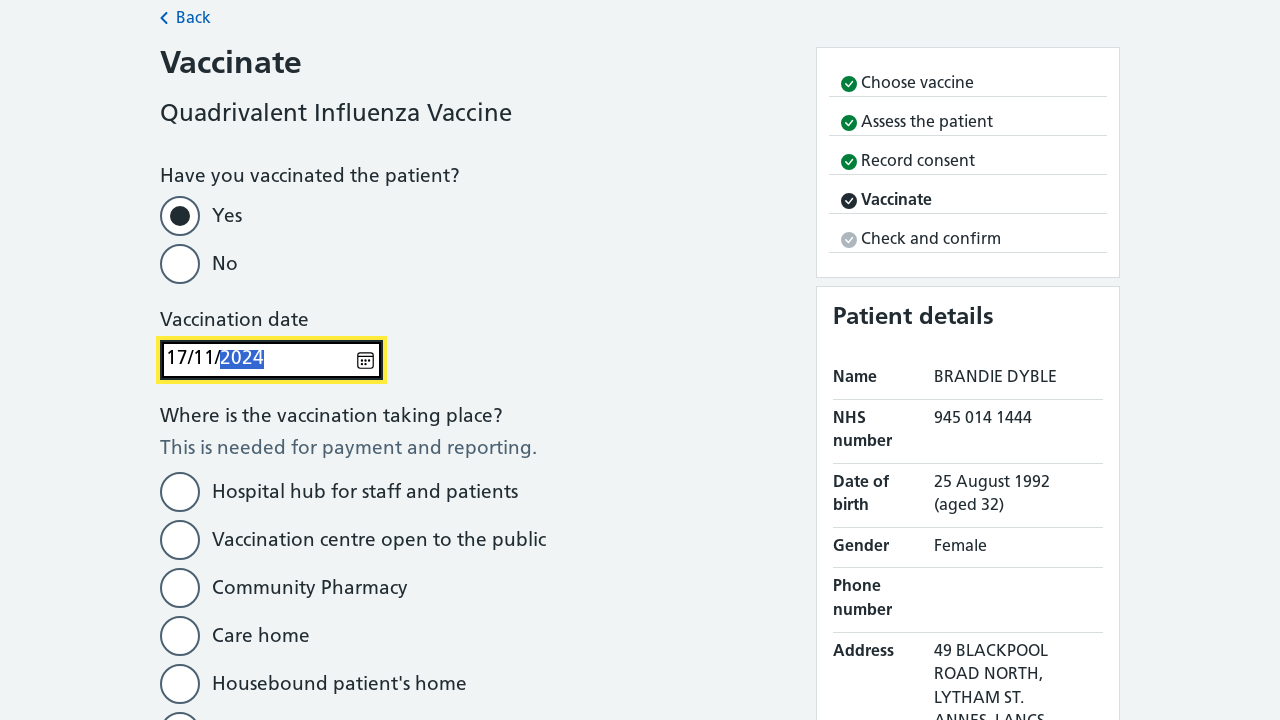 Back
Vaccinate
Quadrivalent Influenza Vaccine
Have you vaccinated the patient?
Yes
No
Vaccination date
17/11/2024
Where is the vaccination taking place?
This is needed for payment and reporting.
Hospital hub for staff and patients
Vaccination centre open to the public
Community Pharmacy
Care home
Housebound patient's home
Choose vaccine
Assess the patient
Record consent
Vaccinate
Check and confirm
Patient details
Name BRANDIE DYBLE
NHS number 945 014 1444
Date of birth 25 August 1992 (aged 32)
Gender Female
Phone number
Address 49 BLACKPOOL
ROAD NORTH,
LYTHAM ST.
ANNES, LANCS